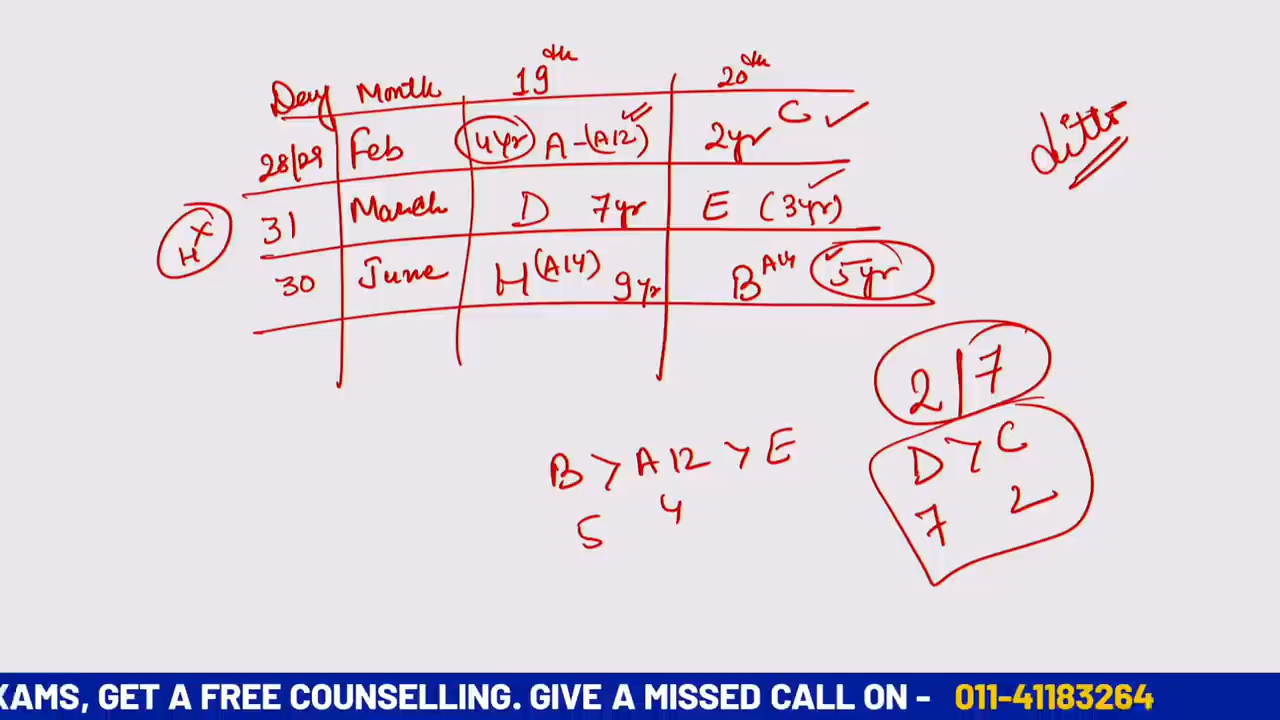 19th 20th
Day Month
28/29 Feb 4yr A-(A12) 2yr C
Ditto
31 March D 7yr E (3yr)
X
H
30 June H(A14) 9yr B A14 5yr
2|7
B > A12 > E
5 4
D > C
7 2
XAMS, GET A FREE COUNSELLING. GIVE A MISSED CALL ON - 011-41183264